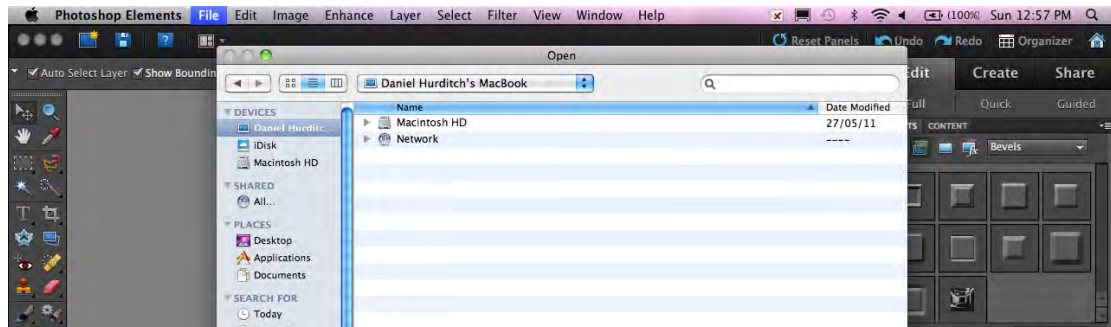 Photoshop Elements File Edit Image Enhance Layer Select Filter View Window Help (100%) Sun 12:57 PM
Reset Panels Undo Redo Organizer
Open
Auto Select Layer Show Boundin
Daniel Hurditch's MacBook
Edit Create Share
Full Quick Guided
DEVICES
Daniel Hurditc...
iDisk
Macintosh HD
SHARED
All...
PLACES
Desktop
Applications
Documents
SEARCH FOR
Today
Name Date Modified
Macintosh HD 27/05/11
Network ----
TS CONTENT
Bevels